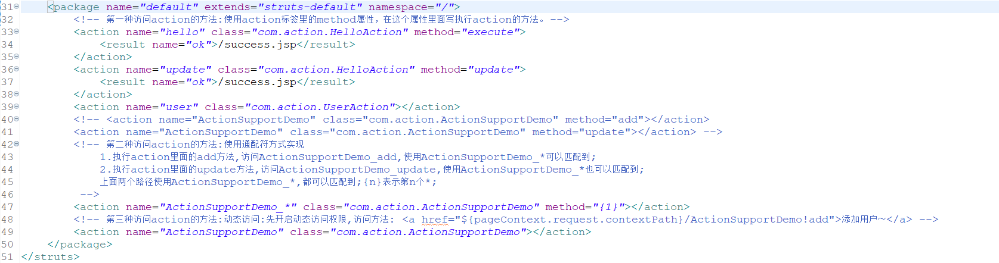 31 <package name="default" extends="struts-default" namespace="/">
32 <!-- 第一种访问action的方法:使用action标签里的method属性，在这个属性里面写执行action的方法。-->
33 <action name="hello" class="com.action.HelloAction" method="execute">
34 <result name="ok">/success.jsp</result>
35 </action>
36 <action name="update" class="com.action.HelloAction" method="update">
37 <result name="ok">/success.jsp</result>
38 </action>
39 <action name="user" class="com.action.UserAction"></action>
40 <!-- <action name="ActionSupportDemo" class="com.action.ActionSupportDemo" method="add"></action>
41 <action name="ActionSupportDemo" class="com.action.ActionSupportDemo" method="update"></action> -->
42 <!-- 第二种访问action的方法:使用通配符方式实现
43 1.执行action里面的add方法,访问ActionSupportDemo_add,使用ActionSupportDemo_*可以匹配到;
44 2.执行action里面的update方法,访问ActionSupportDemo_update,使用ActionSupportDemo_*也可以匹配到;
45 上面两个路径使用ActionSupportDemo_*,都可以匹配到;{n}表示第n个*;
46 -->
47 <action name="ActionSupportDemo_*" class="com.action.ActionSupportDemo" method="{1}"></action>
48 <!-- 第三种访问action的方法:动态访问:先开启动态访问权限,访问方法: <a href="${pageContext.request.contextPath}/ActionSupportDemo!add">添加用户～</a> -->
49 <action name="ActionSupportDemo" class="com.action.ActionSupportDemo"></action>
50 </package>
51 </struts>